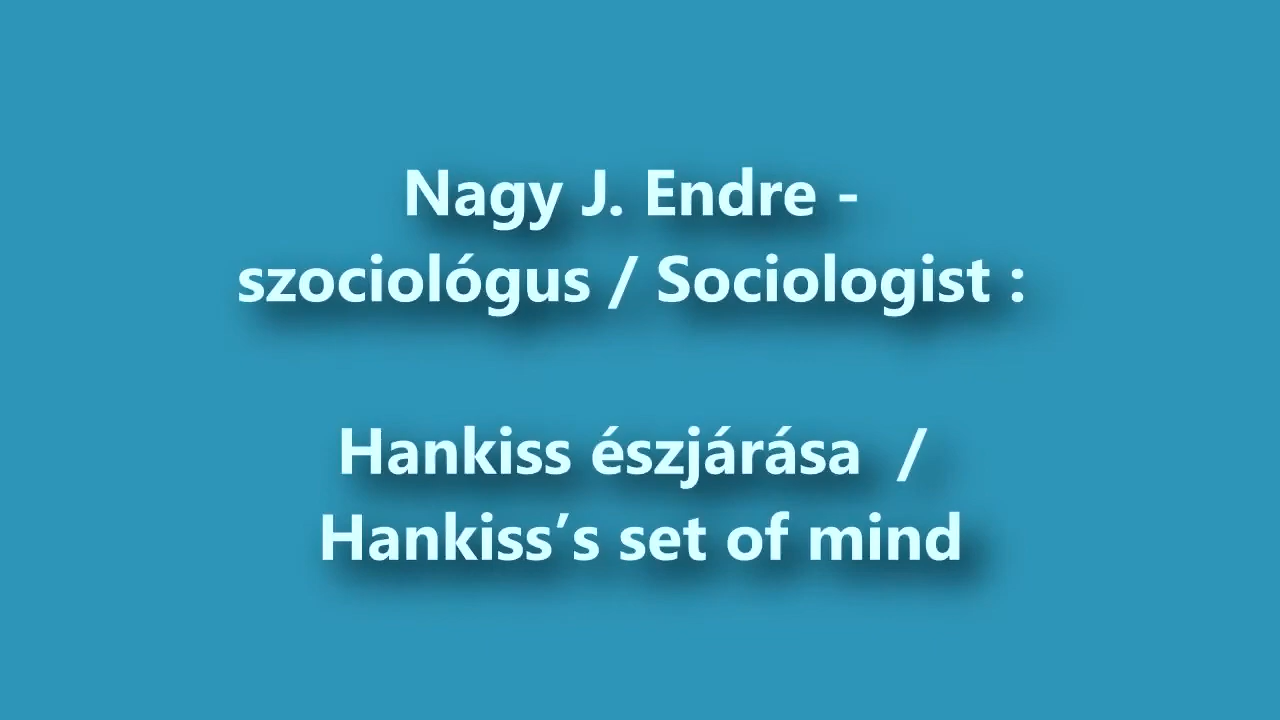 Nagy J. Endre -
szociológus / Sociologist :
Hankiss észjárása /
Hankiss’s set of mind